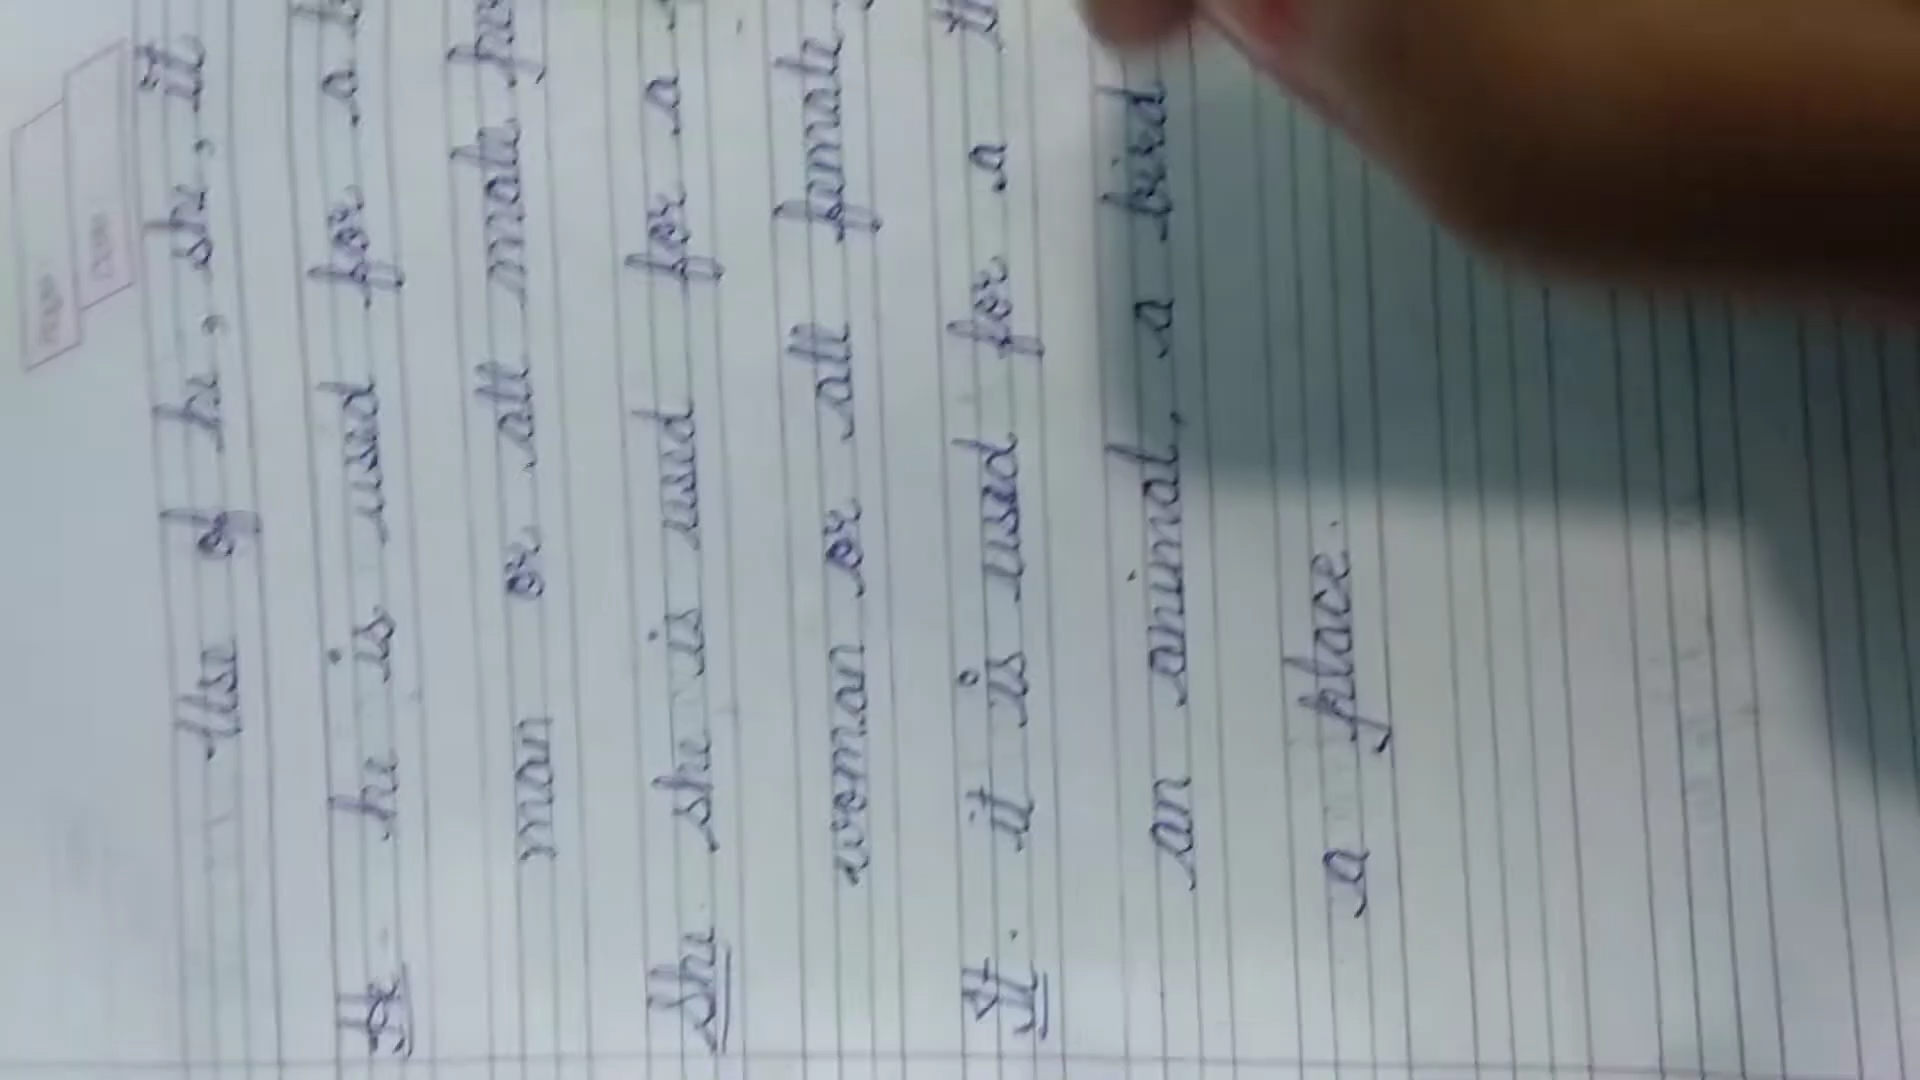 Use of he, she, it
He. he is used for a
man or all male
She. she is used for a
woman or all female
It. it is used for a
an animal, a bird
a place.